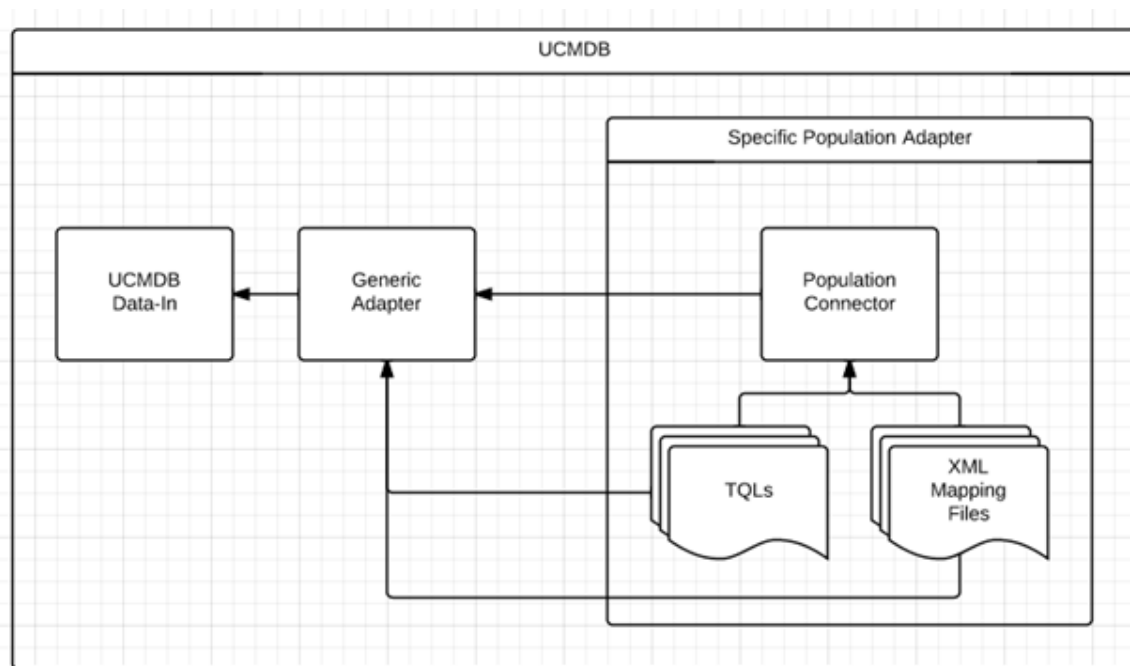 UCMDB
Specific Population Adapter
UCMDB
Data-In
Generic
Adapter
Population
Connector
TQLs
XML
Mapping
Files